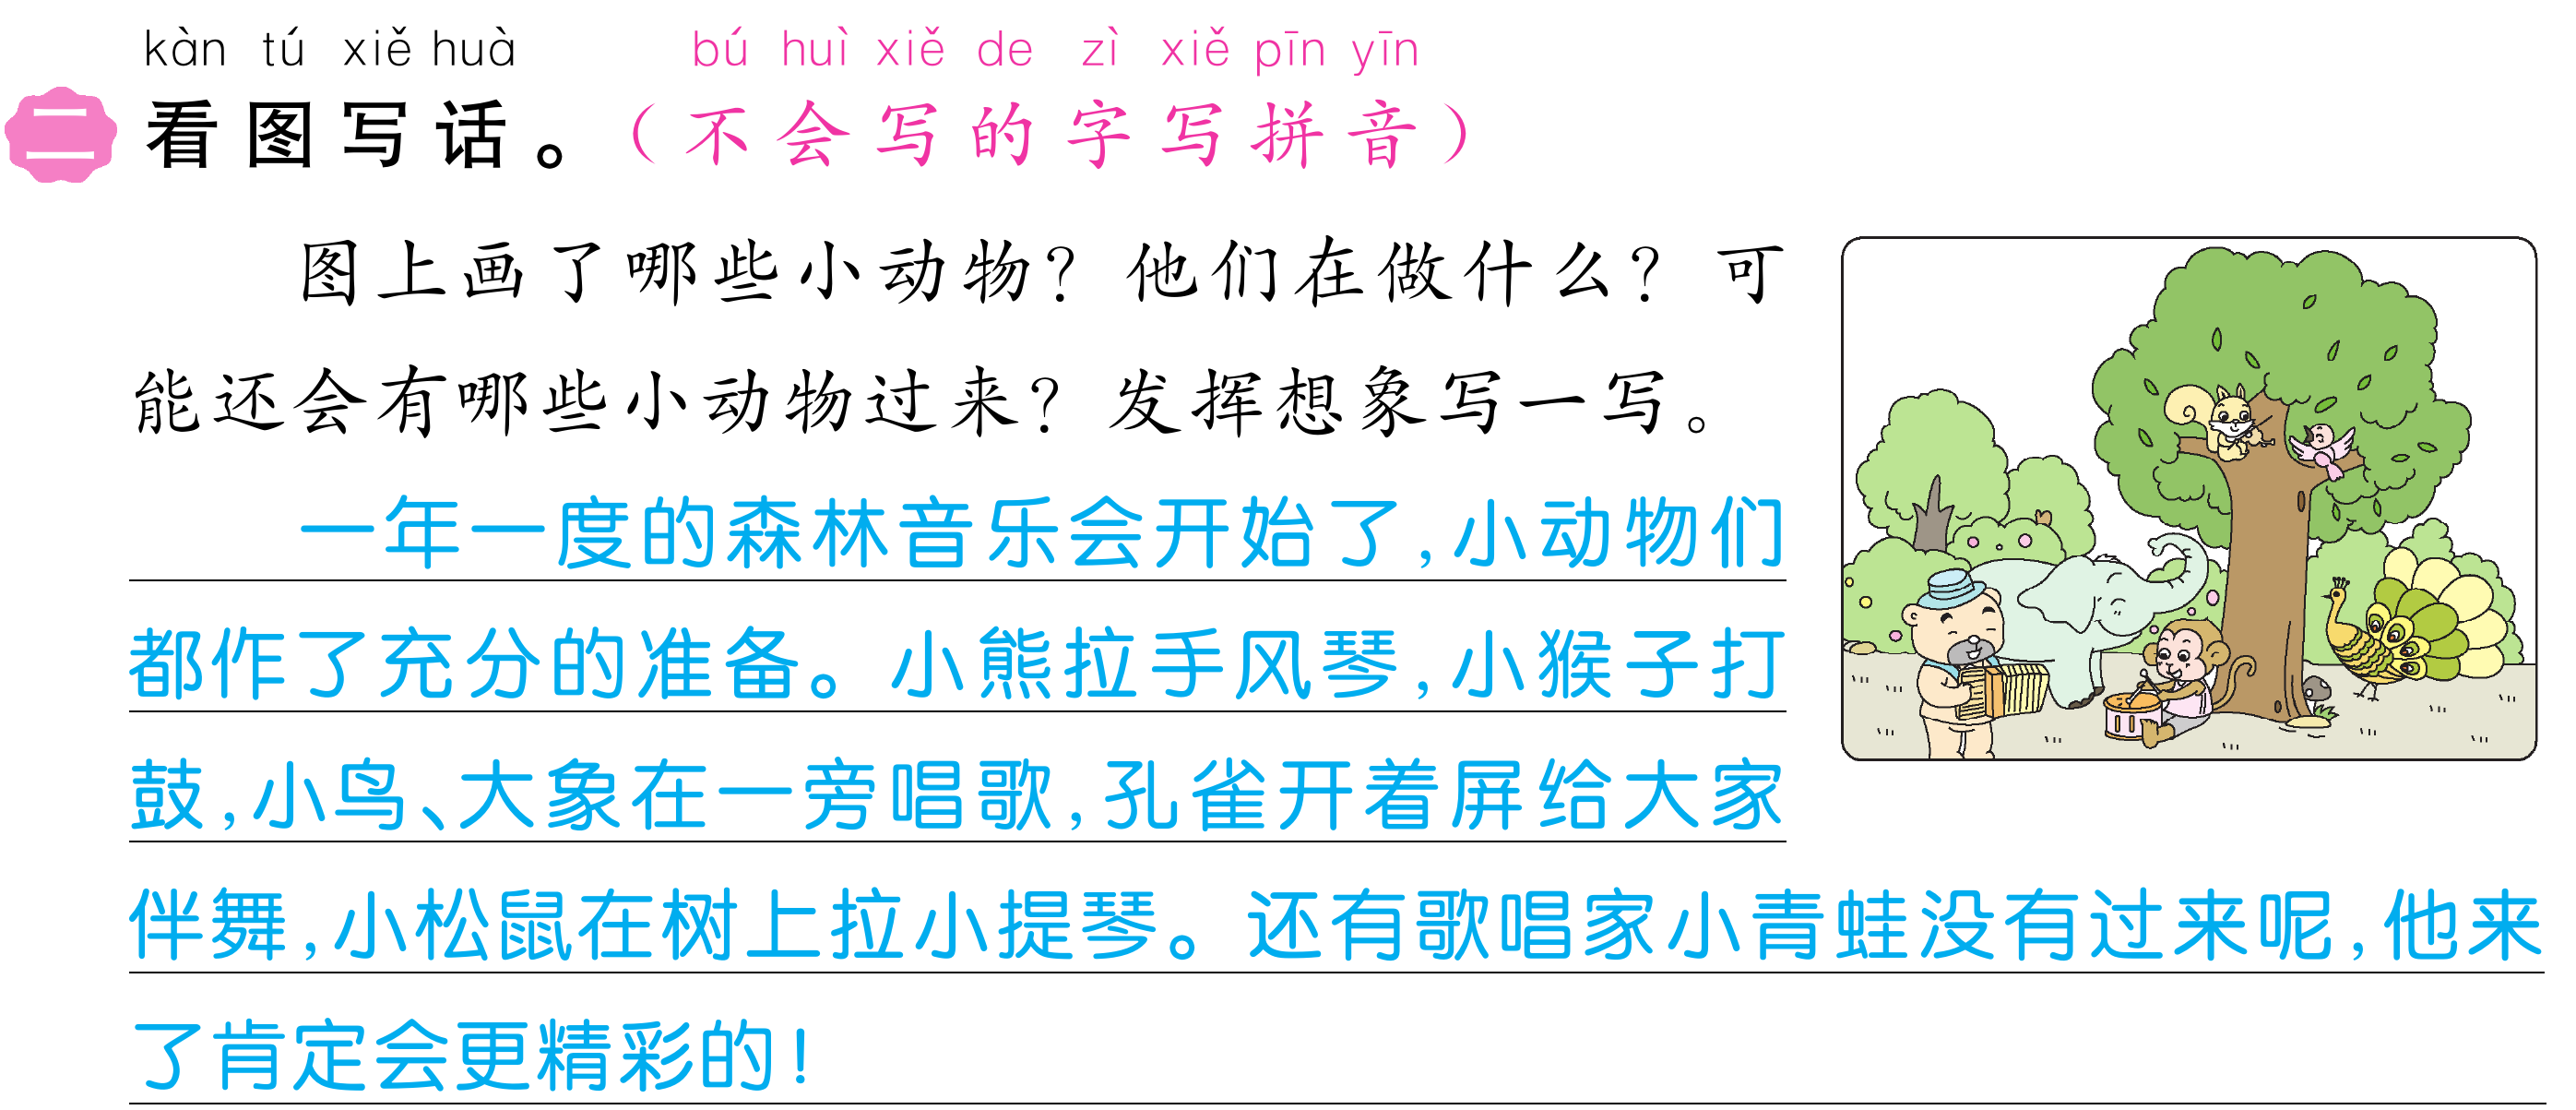 kàn tú xiě huà bú huì xiě de zì xiě pīn yīn
二 看图写话。（不会写的字写拼音）
图上画了哪些小动物？他们在做什么？可
能还会有哪些小动物过来？发挥想象写一写。
一年一度的森林音乐会开始了,小动物们
都作了充分的准备。小熊拉手风琴,小猴子打
鼓,小鸟、大象在一旁唱歌,孔雀开着屏给大家
伴舞,小松鼠在树上拉小提琴。还有歌唱家小青蛙没有过来呢,他来
了肯定会更精彩的!